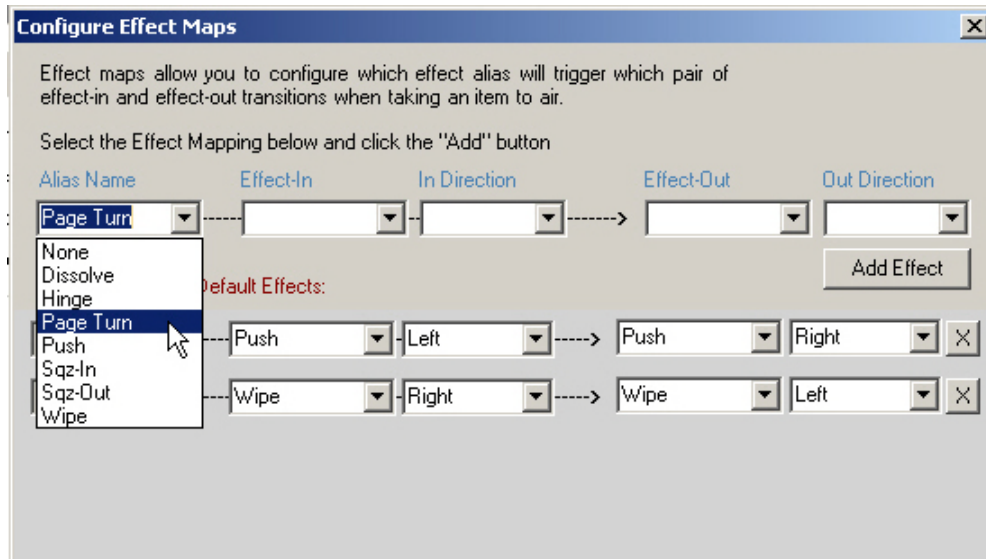 Configure Effect Maps
Effect maps allow you to configure which effect alias will trigger which pair of
effect-in and effect-out transitions when taking an item to air.
Select the Effect Mapping below and click the "Add" button
Alias Name Effect-In In Direction Effect-Out Out Direction
Page Turn
None
Dissolve
Hinge
Page Turn
Push
Sqz-In
Sqz-Out
Wipe
Add Effect
Default Effects:
Push Left Push Right X
Wipe Right Wipe Left X